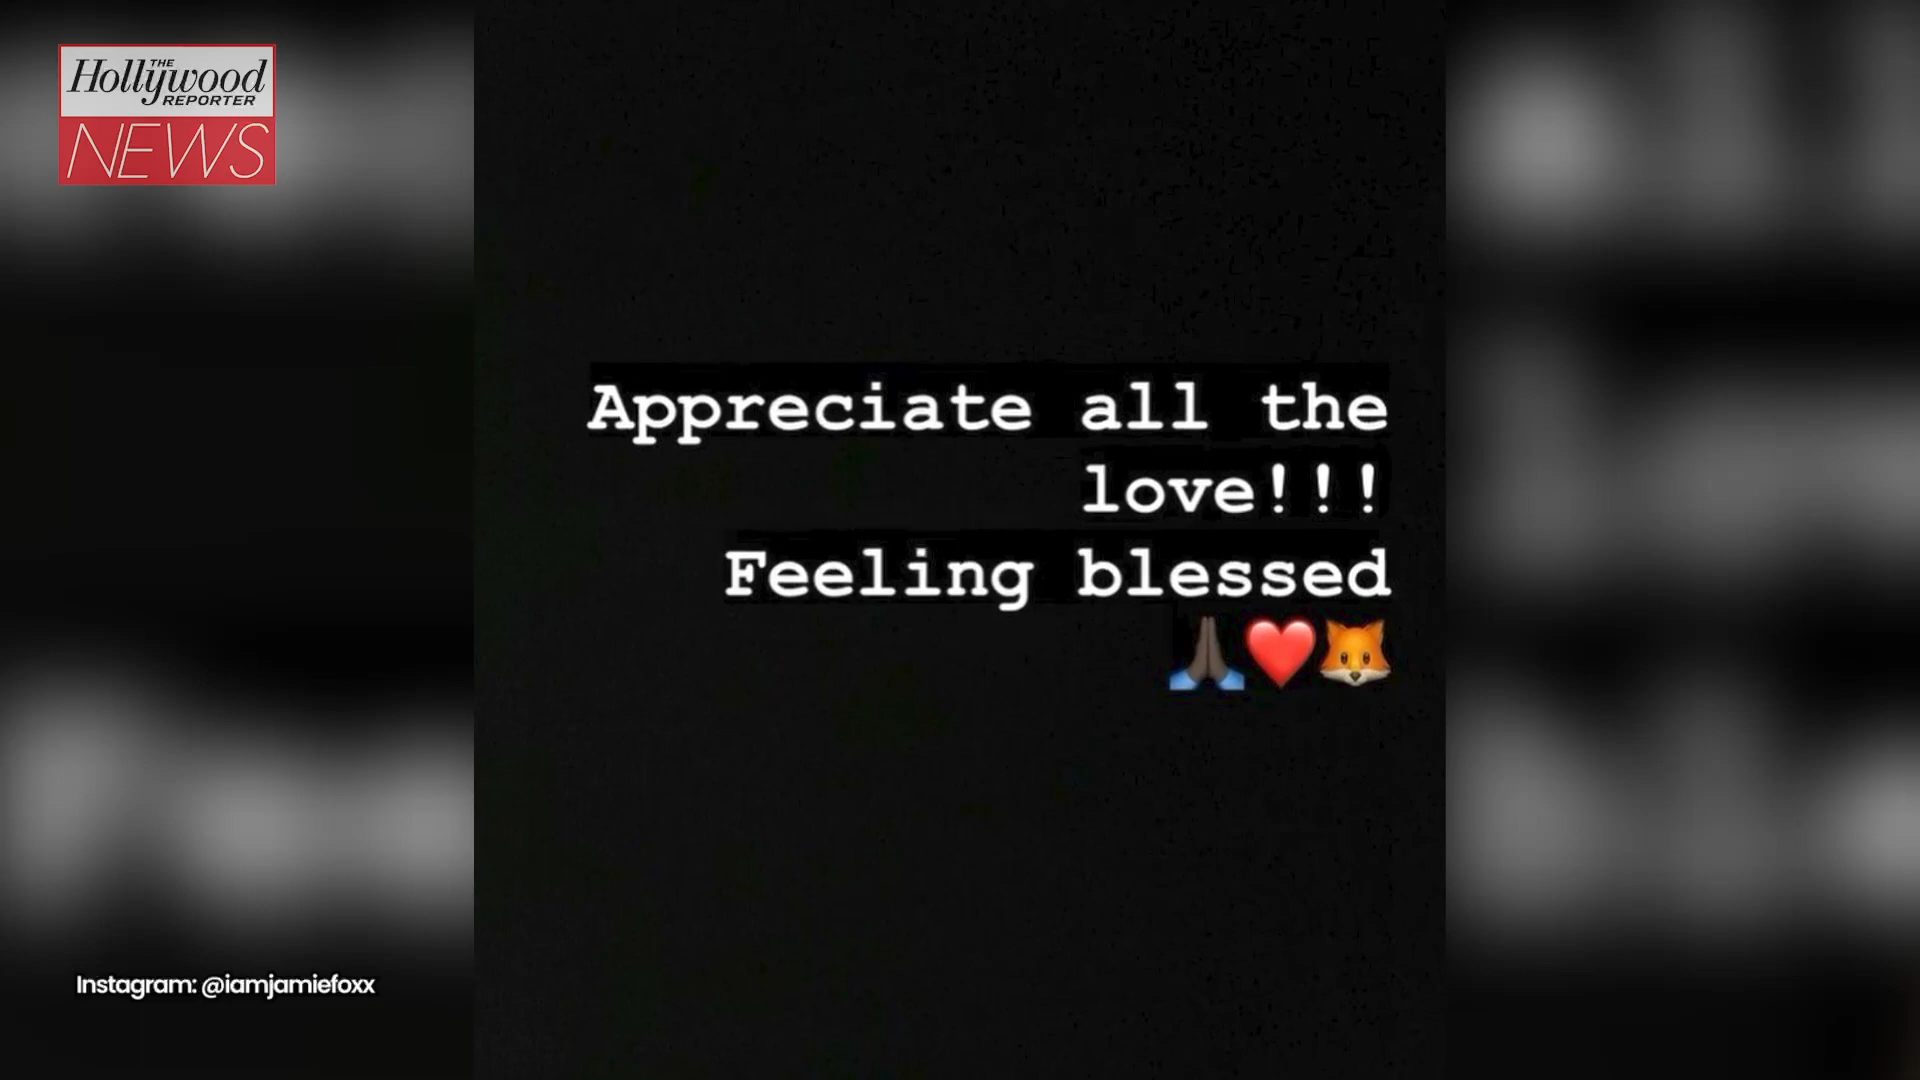 THE
Hollywood
REPORTER
NEWS
Appreciate all the
love!!!
Feeling blessed
🙏🏿❤️🦊
Instagram: @iamjamiefoxx